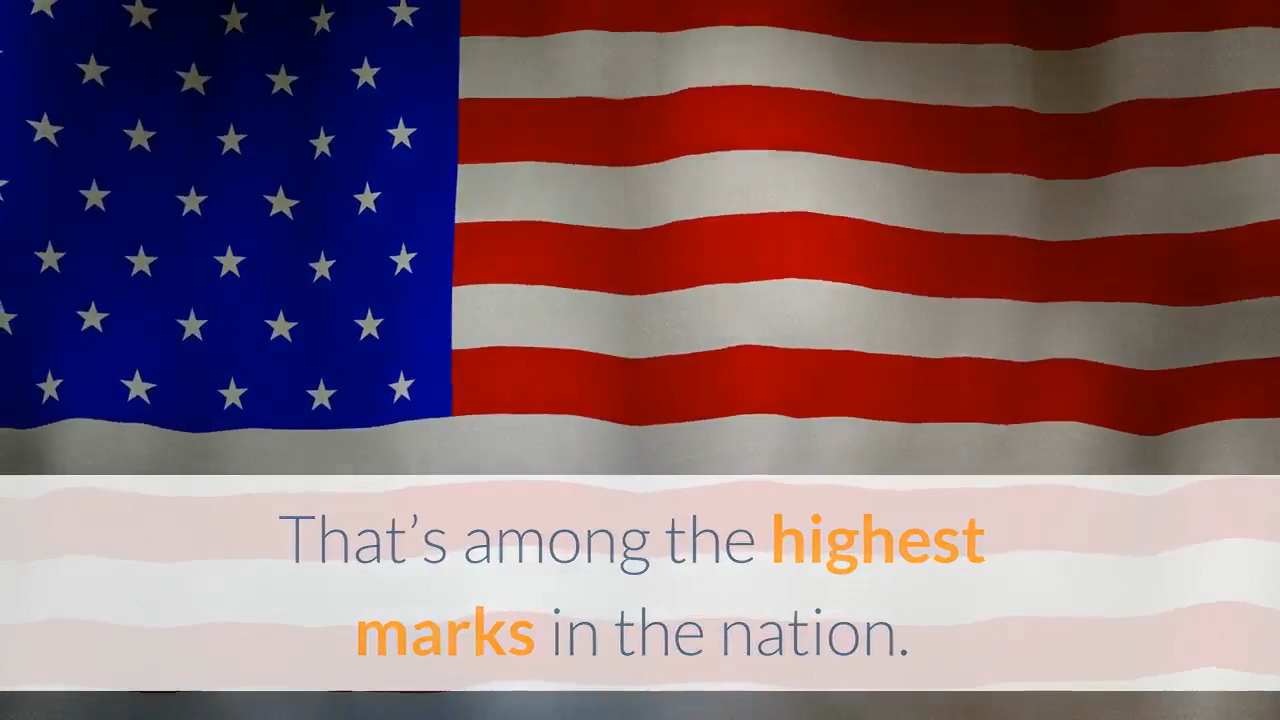 That’s among the highest
marks in the nation.